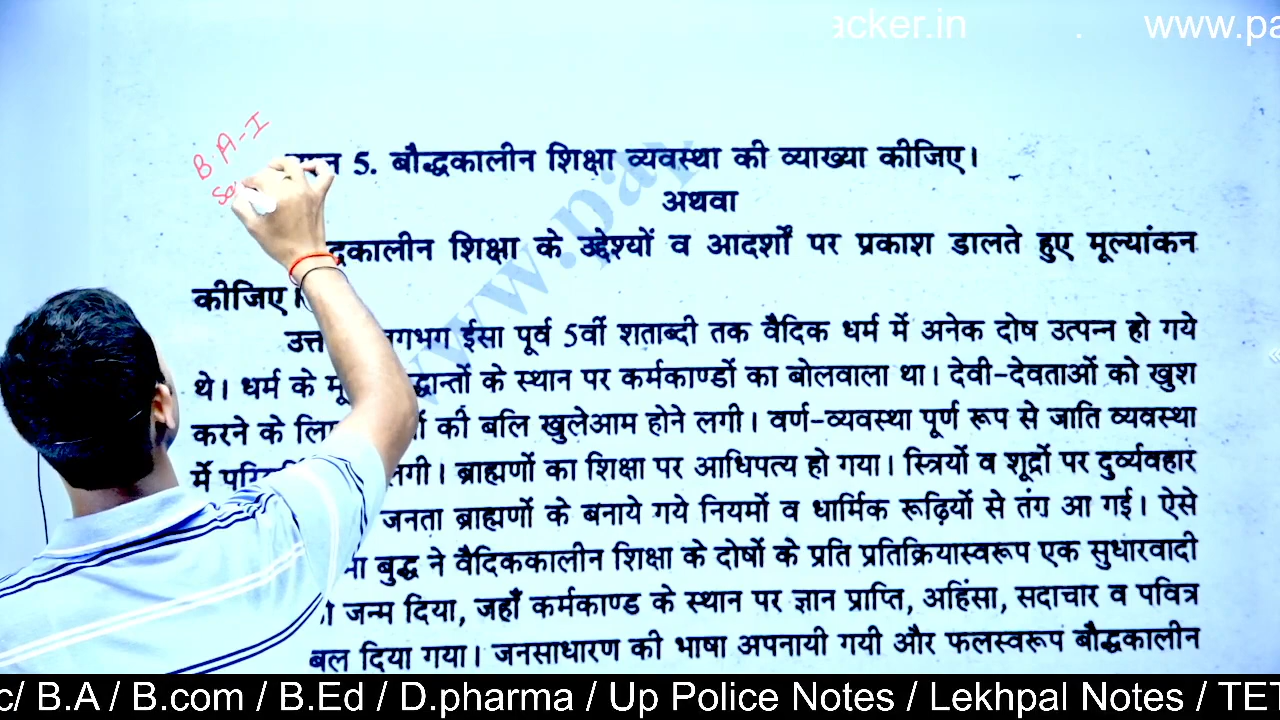 acker.in . www.pa
B A-I
प्रश्न 5. बौद्धकालीन शिक्षा व्यवस्था की व्याख्या कीजिए।
अथवा
द्धकालीन शिक्षा के उद्देश्यों व आदर्शों पर प्रकाश डालते हुए मूल्यांकन
कीजिए।
उत्त गभग ईसा पूर्व 5वीं शताब्दी तक वैदिक धर्म में अनेक दोष उत्पन्न हो गये
थे। धर्म के द्धान्तों के स्थान पर कर्मकाण्डों का बोलवाला था। देवी-देवताओं को खुश
करने के की बलि खुलेआम होने लगी। वर्ण-व्यवस्था पूर्ण रूप से जाति व्यवस्था
में लगी। ब्राह्मणों का शिक्षा पर आधिपत्य हो गया। स्त्रियों व शूद्रों पर दुर्व्यवहार
जनता ब्राह्मणों के बनाये गये नियमों व धार्मिक रूढ़ियों से तंग आ गई। ऐसे
बुद्ध ने वैदिककालीन शिक्षा के दोषों के प्रति प्रतिक्रियास्वरूप एक सुधारवादी
जन्म दिया, जहाँ कर्मकाण्ड के स्थान पर ज्ञान प्राप्ति, अहिंसा, सदाचार व पवित्र
बल दिया गया। जनसाधारण की भाषा अपनायी गयी और फलस्वरूप बौद्धकालीन
www.pap
c/ B.A / B.com / B.Ed / D.pharma / Up Police Notes / Lekhpal Notes / TET